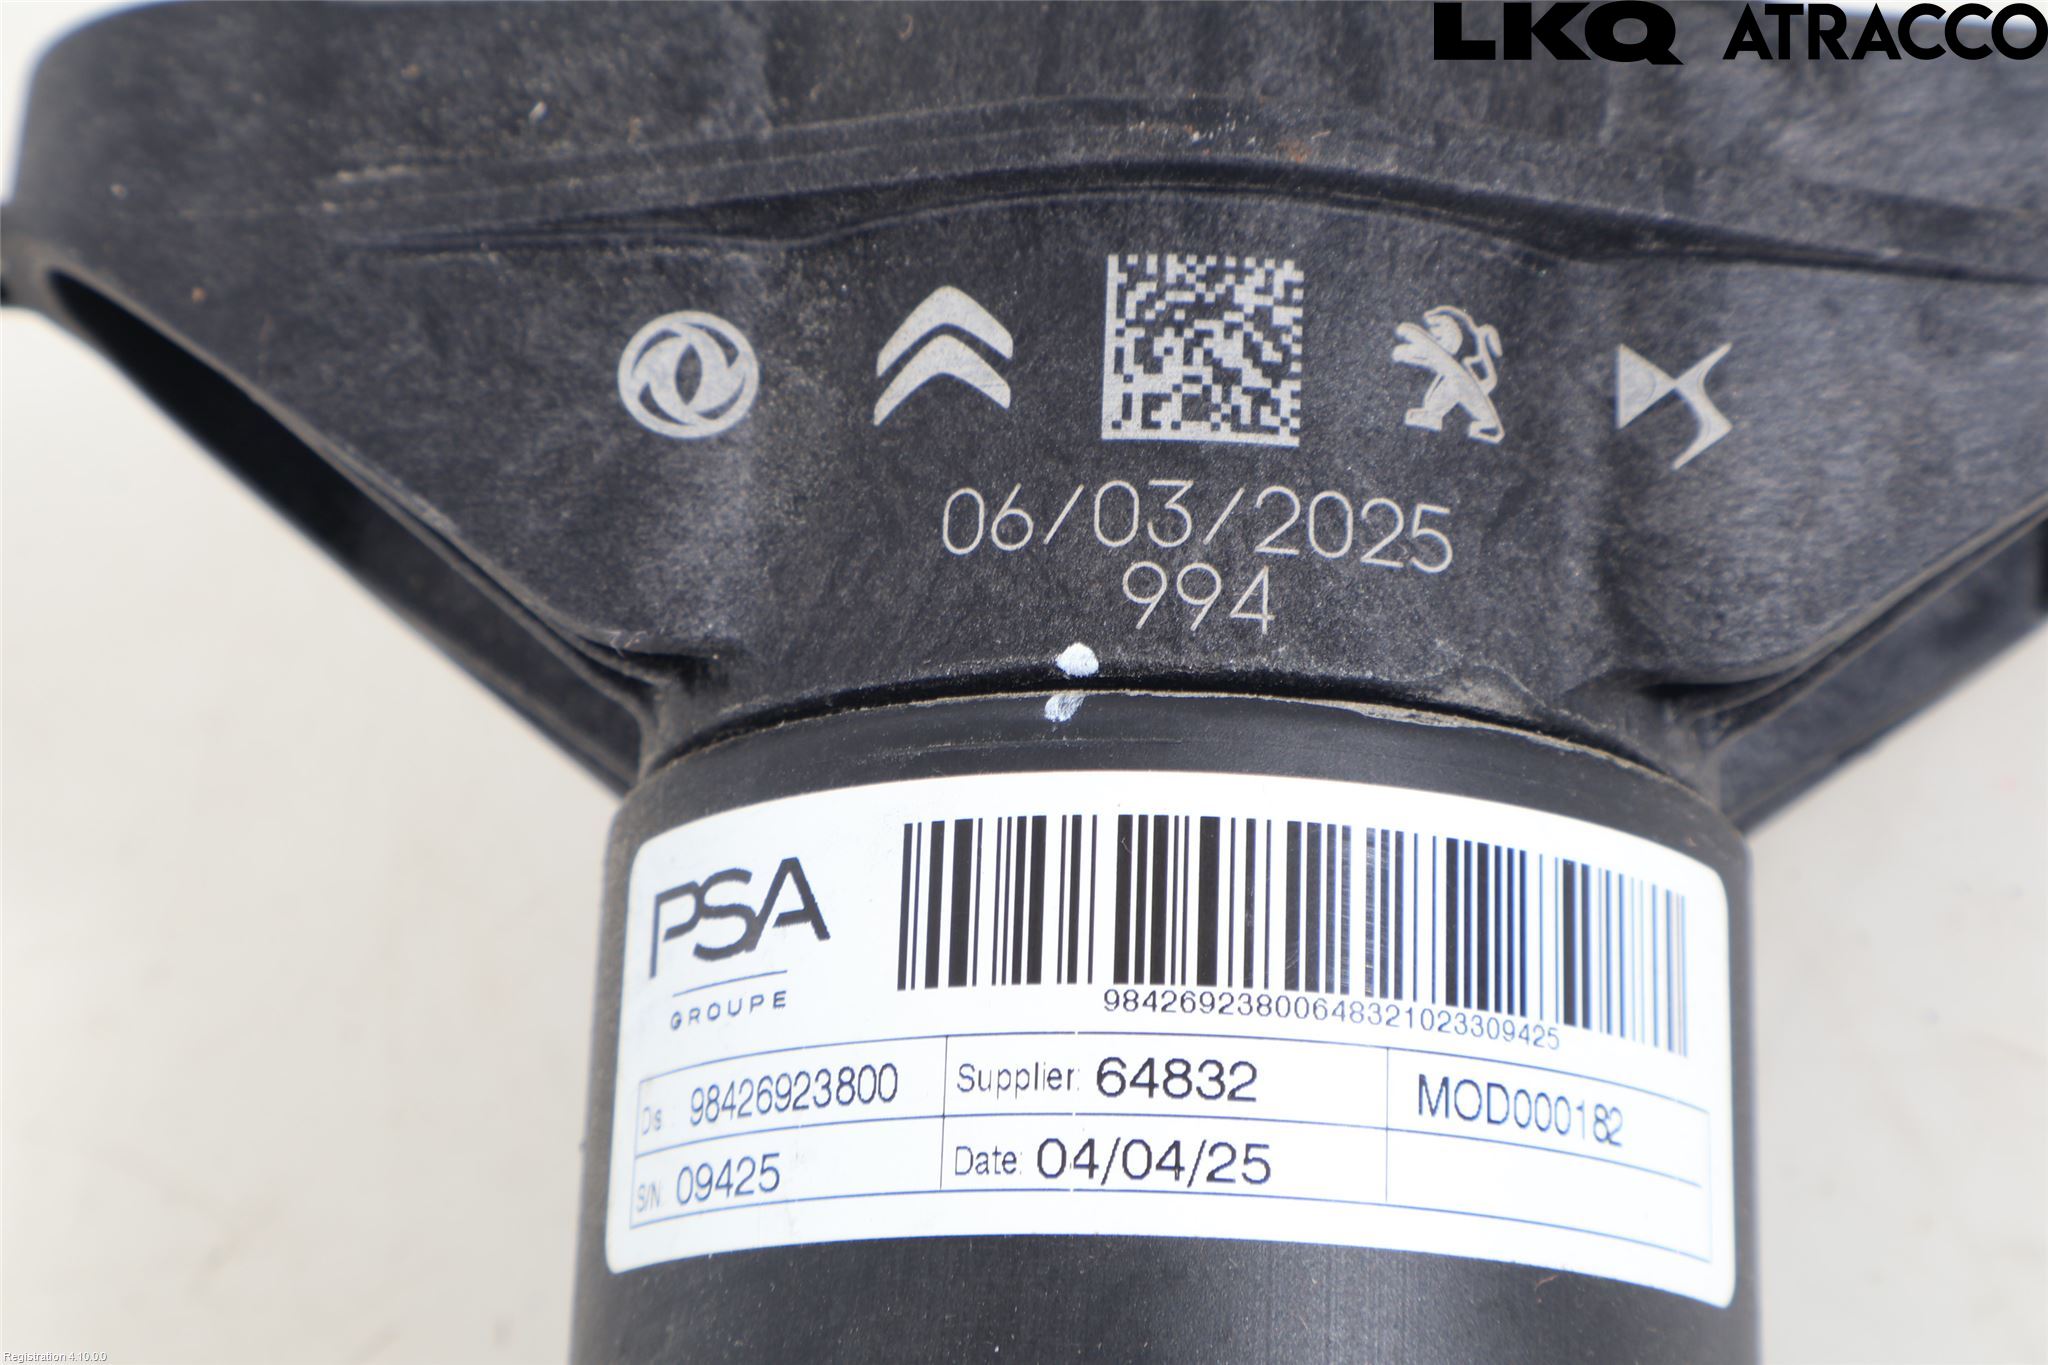 LKQ ATRACCO
06/03/2025
994
PSA
GROUPE
98426923800648321023309425
Dis: 98426923800
Supplier: 64832
MOD000182
S/N: 09425
Date: 04/04/25
Registration 4.10.0.0